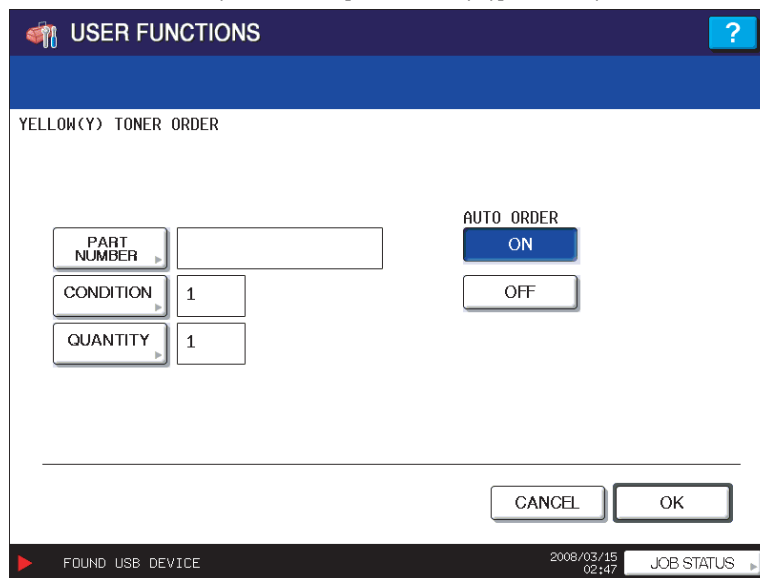 USER FUNCTIONS
?
YELLOW(Y) TONER ORDER
AUTO ORDER
PART
NUMBER
ON
CONDITION
1
OFF
QUANTITY
1
CANCEL
OK
FOUND USB DEVICE
2008/03/15
02:47
JOB STATUS